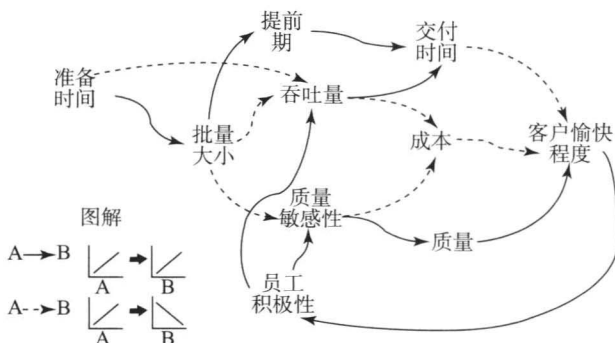 提前
期
交付
时间
准备
时间
吞吐量
批量
大小
成本
客户愉快
程度
质量
敏感性
图解
质量
A B
A
B
员工
积极性
A B
A
B